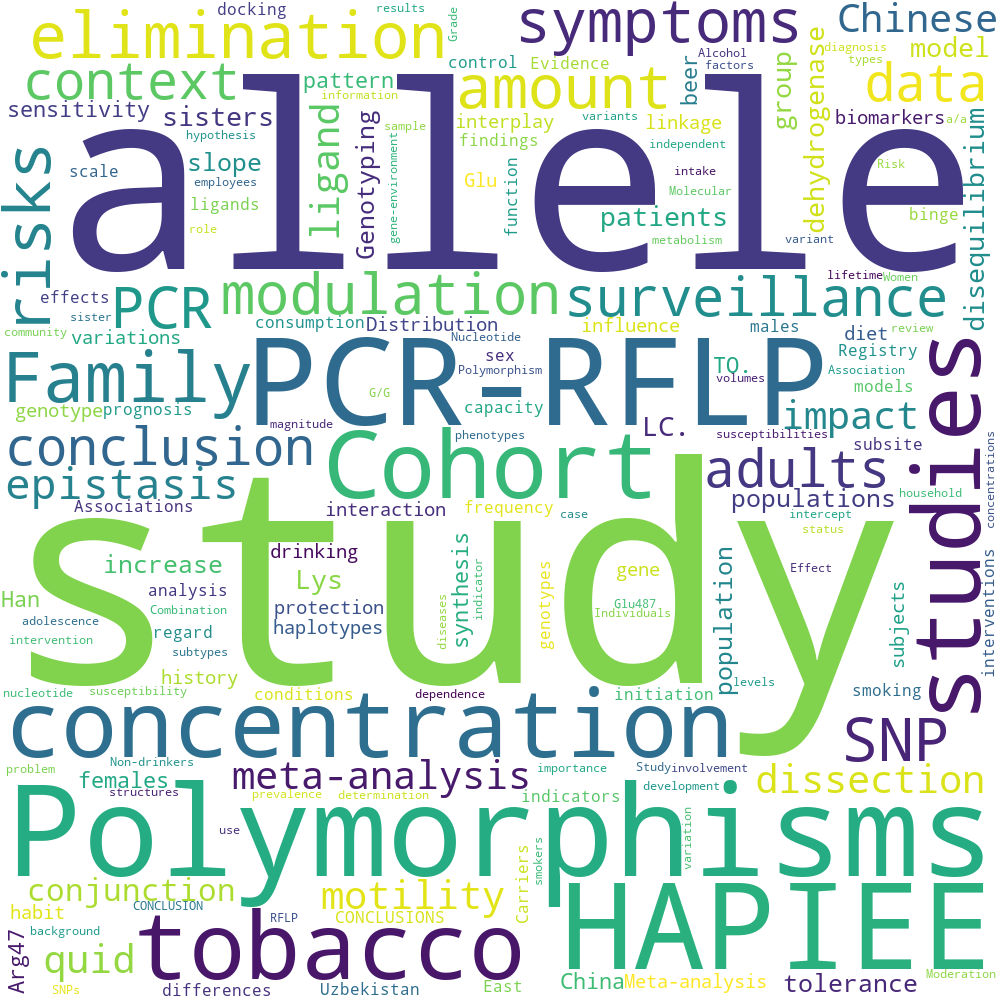 docking
results
Grade
elimination
symptoms
Chinese
context
pattern
control
Evidence
Alcohol
factors
beer
group
dehydrogenase
diagnosis
types
model
data
amount
information
sensitivity
sisters
hypothesis
slope
scale
employees
ligands
role
ligand
Genotyping
sample
gene-environment
interplay
findings
Glu
function
variants
linkage
independent
intake
Molecular
patients
metabolism
variant
biomarkers
a/a
Risk
binge
disequilibrium
risks
allele
effects
sister
community
variations
PCR
modulation
surveillance
lifetime
Women
consumption
Distribution
Nucleotide
influence
males
diet
review
Registry
Association
models
Family
PCR-RFLP
sex
Polymorphism
TQ.
volumes
G/G
genotype
prognosis
magnitude
capacity
LC.
impact
susceptibilities
subsite
studies
concentrations
conclusion
Cohort
phenotypes
adults
epistasis
populations
household
Associations
interaction
frequency
case
intercept
status
study
drinking
increase
Lys
synthesis
indicator
genotypes
gene
Glu487
Individuals
Effect
population
subjects
interventions
Han
analysis
Combination
protection
haplotypes
diseases
adolescence
intervention
regard
subtypes
history
nucleotide
susceptibility
conditions
dependence
initiation
levels
smoking
concentration
SNP
Non-drinkers
problem
females
structures
meta-analysis
importance
Study
involvement
development
dissection
prevalence
determination
indicators
use
Polymorphisms
smokers
variation
conjunction
motility
Carriers
HAPIEE
habit
CONCLUSION
RFLP
CONCLUSIONS
background
Arg47
quid
tobacco
SNPs
differences
Uzbekistan
East
China
Meta-analysis
tolerance
Moderation